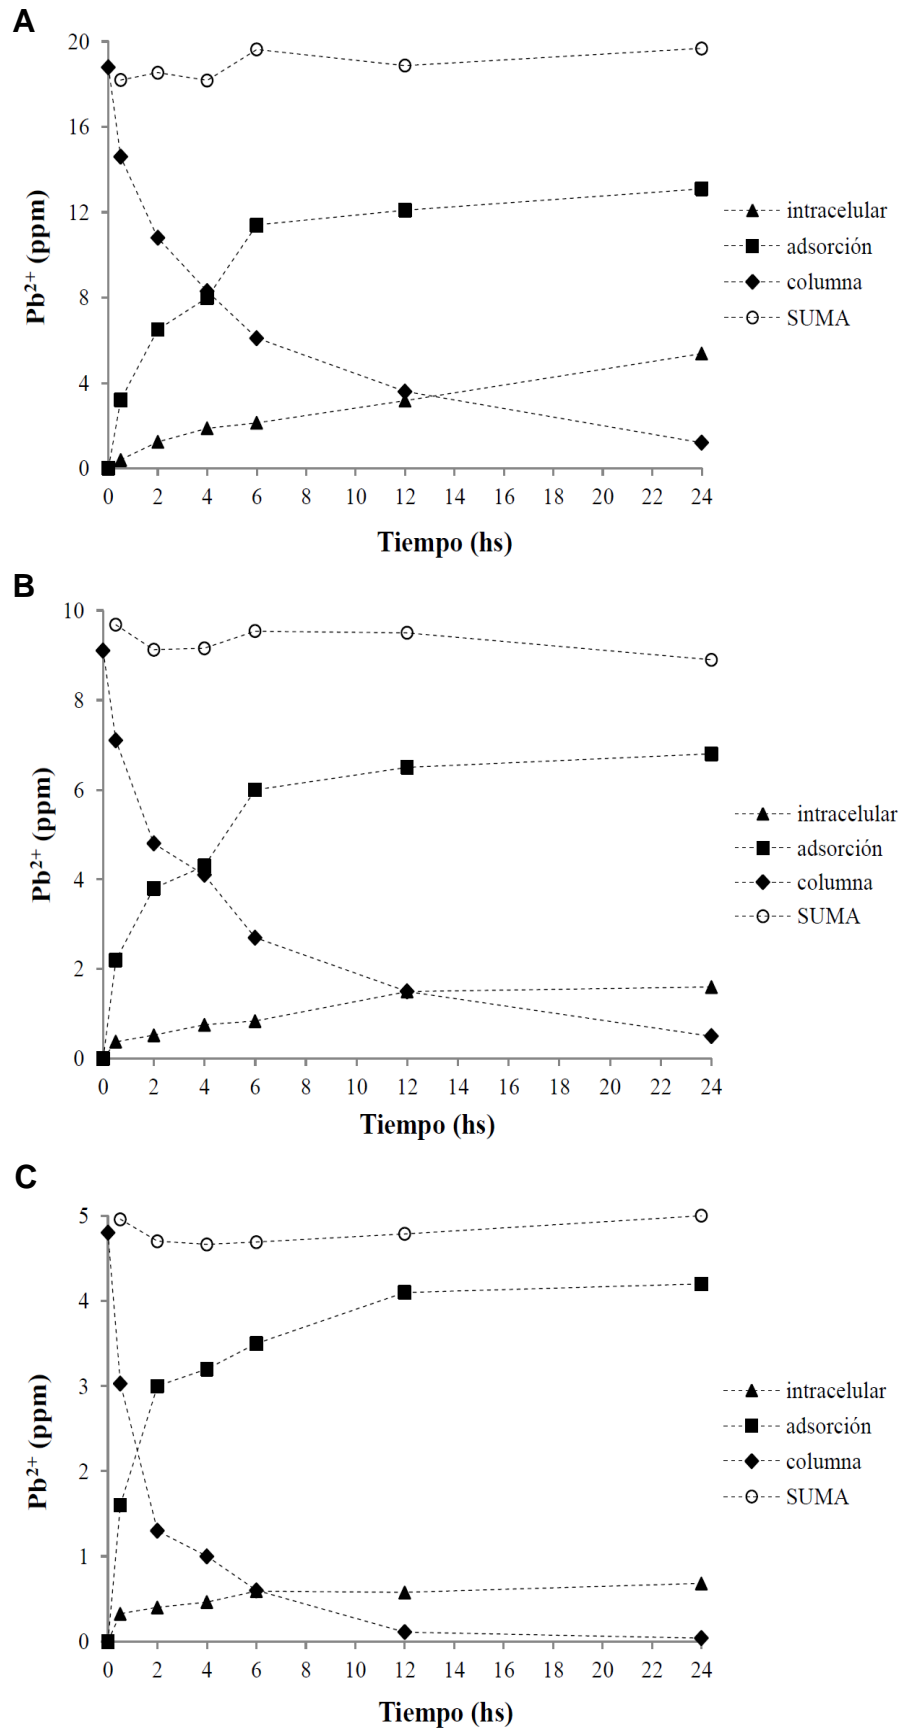 A
20
16
12
8
4
0
Pb2+ (ppm)
0 2 4 6 8 10 12 14 16 18 20 22 24
Tiempo (hs)
intracelular
adsorción
columna
SUMA
B
10
8
6
4
2
0
Pb2+ (ppm)
0 2 4 6 8 10 12 14 16 18 20 22 24
Tiempo (hs)
intracelular
adsorción
columna
SUMA
C
5
4
3
2
1
0
Pb2+ (ppm)
0 2 4 6 8 10 12 14 16 18 20 22 24
Tiempo (hs)
intracelular
adsorción
columna
SUMA